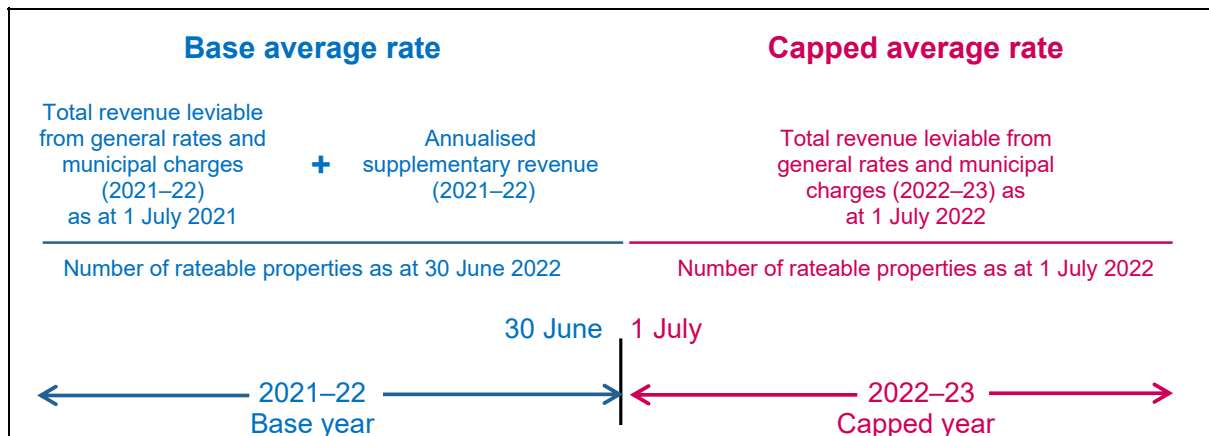 Base average rate
Total revenue leviable
from general rates and
municipal charges
(2021–22)
as at 1 July 2021
+
Annualised
supplementary revenue
(2021–22)
Number of rateable properties as at 30 June 2022
Capped average rate
Total revenue leviable from
general rates and municipal
charges (2022–23) as
at 1 July 2022
Number of rateable properties as at 1 July 2022
30 June
1 July
2021–22
Base year
2022–23
Capped year